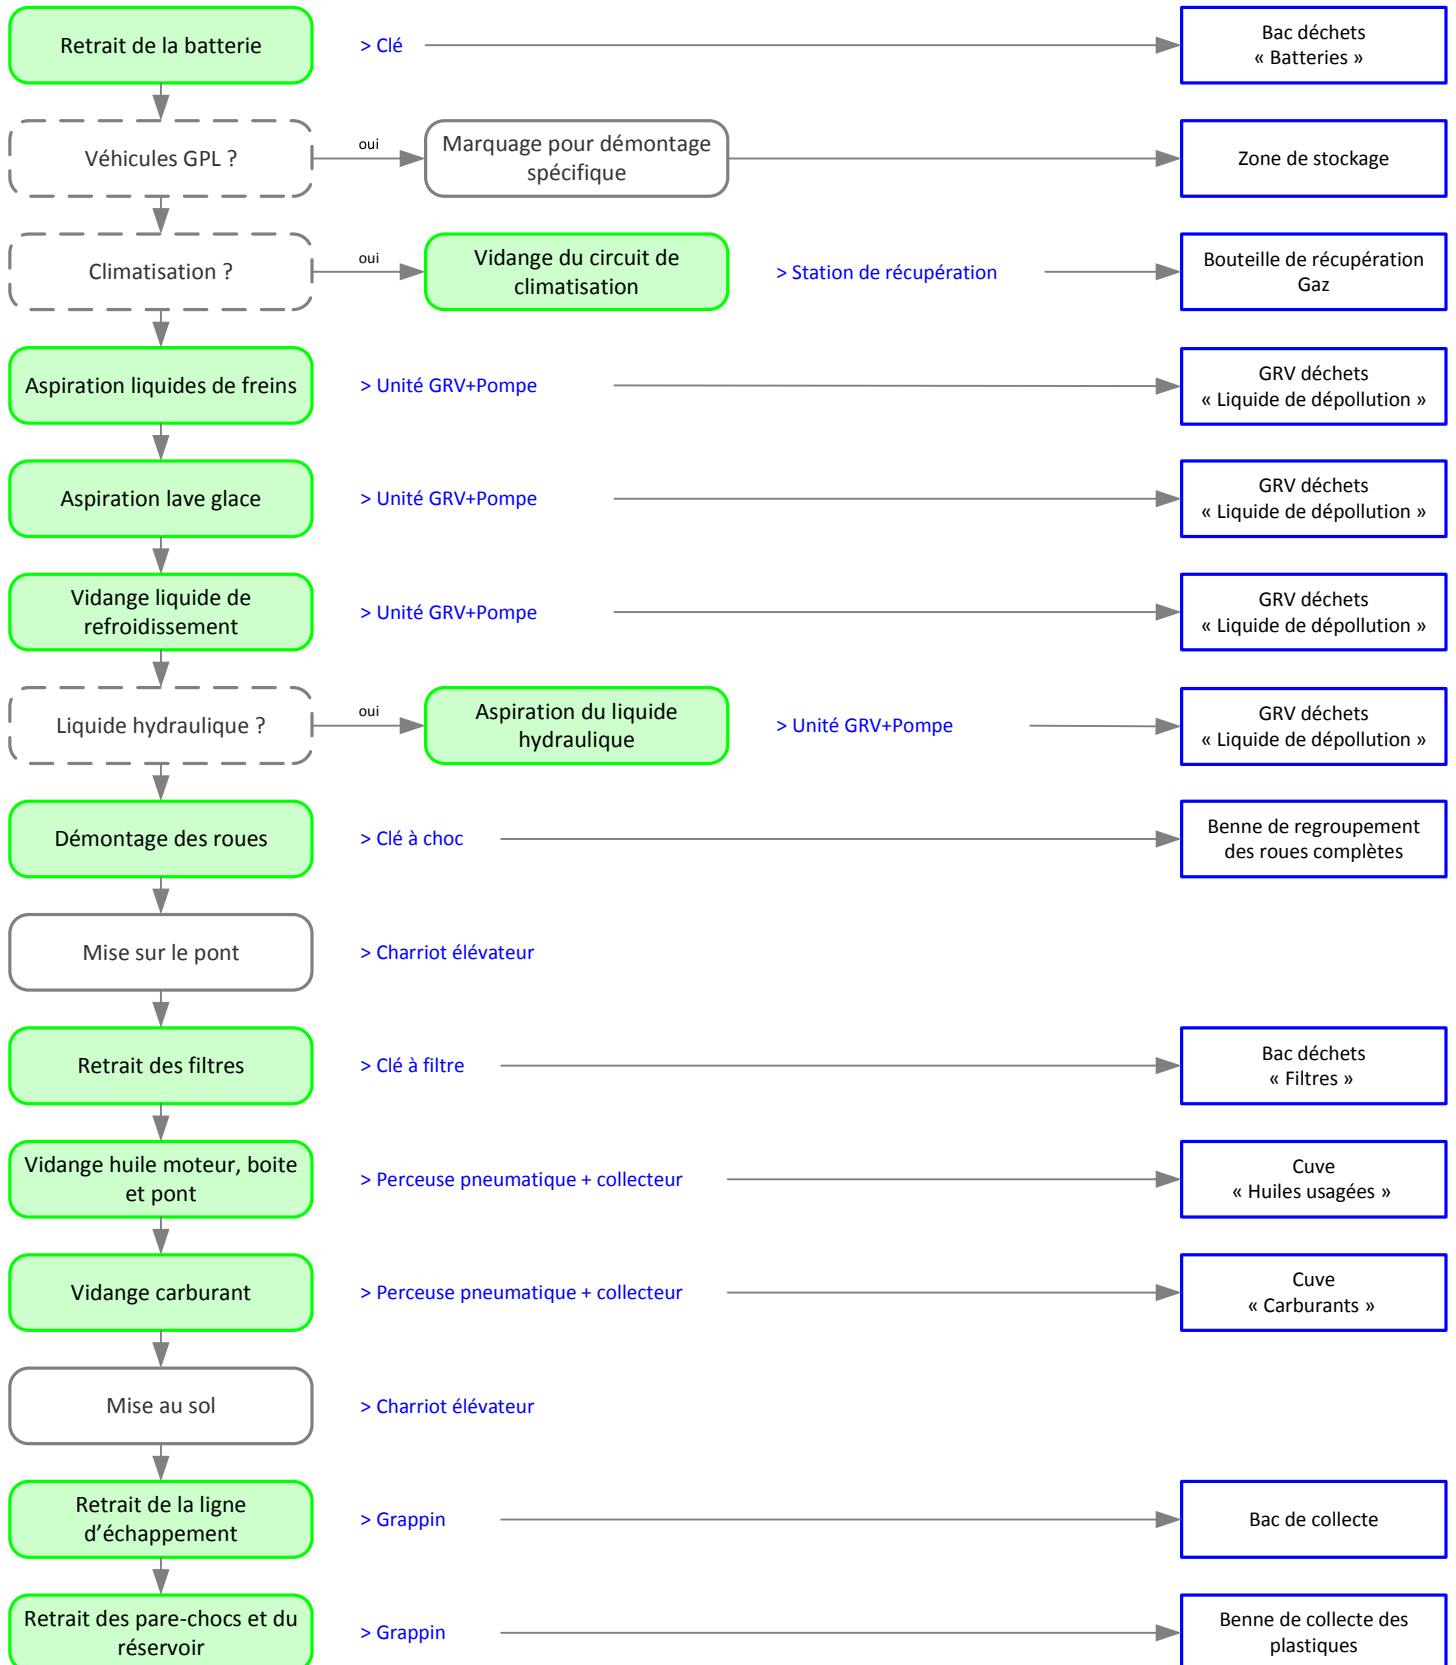 Retrait de la batterie
> Clé
Bac déchets
« Batteries »
Véhicules GPL ?
oui
Marquage pour démontage
spécifique
Zone de stockage
Climatisation ?
oui
Vidange du circuit de
climatisation
> Station de récupération
Bouteille de récupération
Gaz
Aspiration liquides de freins
> Unité GRV+Pompe
GRV déchets
« Liquide de dépollution »
Aspiration lave glace
> Unité GRV+Pompe
GRV déchets
« Liquide de dépollution »
Vidange liquide de
refroidissement
> Unité GRV+Pompe
GRV déchets
« Liquide de dépollution »
Liquide hydraulique ?
oui
Aspiration du liquide
hydraulique
> Unité GRV+Pompe
GRV déchets
« Liquide de dépollution »
Démontage des roues
> Clé à choc
Benne de regroupement
des roues complètes
Mise sur le pont
> Charriot élévateur
Retrait des filtres
> Clé à filtre
Bac déchets
« Filtres »
Vidange huile moteur, boite
et pont
> Perceuse pneumatique + collecteur
Cuve
« Huiles usagées »
Vidange carburant
> Perceuse pneumatique + collecteur
Cuve
« Carburants »
Mise au sol
> Charriot élévateur
Retrait de la ligne
d’échappement
> Grappin
Bac de collecte
Retrait des pare-chocs et du
réservoir
> Grappin
Benne de collecte des
plastiques